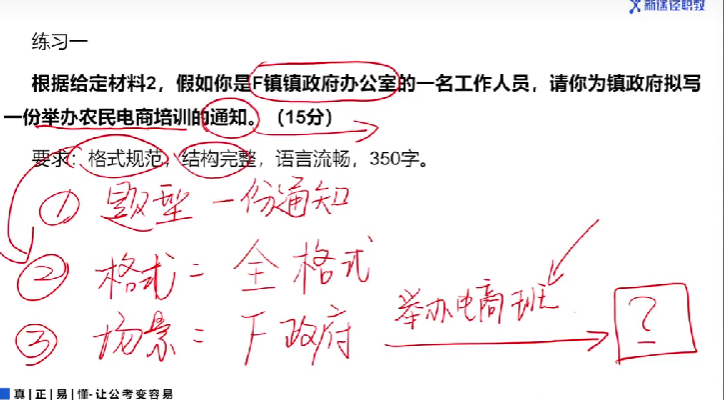 新途径职教
练习一
根据给定材料2，假如你是F镇镇政府办公室的一名工作人员，请你为镇政府拟写
一份举办农民电商培训的通知。（15分）
要求：格式规范，结构完整，语言流畅，350字。
① 题型 一份通知
② 格式= 全格式
③ 场景= F政府 举办电商班 ?
真|正|易|懂-让公考变容易